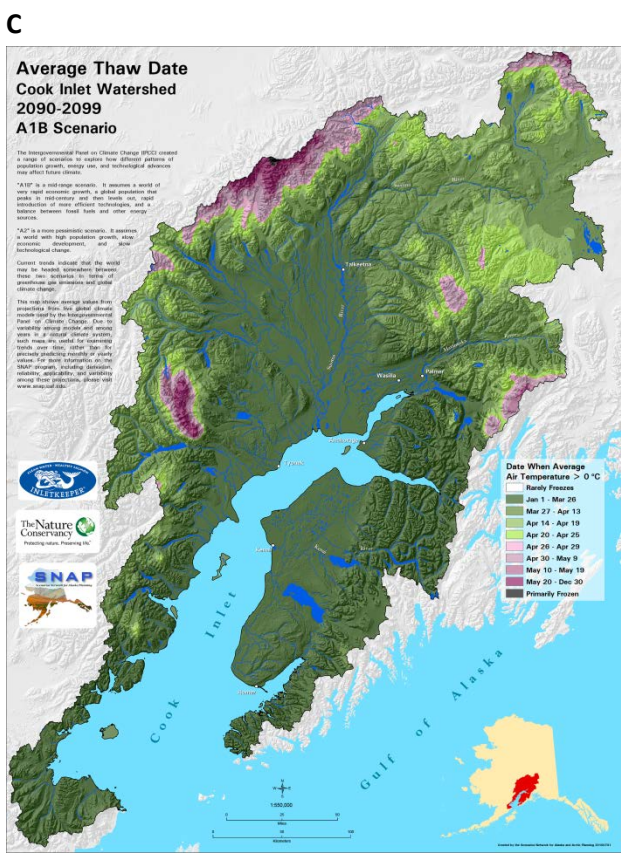 C
Average Thaw Date
Cook Inlet Watershed
2090-2099
A1B Scenario
The Intergovernmental Panel on Climate Change (IPCC) created
a range of scenarios to explore how different patterns of
population growth, energy use, and technological advances
may affect future climate.
"A1B" is a mid-range scenario. It assumes a world of
very rapid economic growth, a global population that
peaks in mid-century and then levels out, rapid
introduction of more efficient technologies, and a
balance between fossil fuels and other energy
sources.
"A2" is a more pessimistic scenario. It assumes
a world with high population growth, slow
economic development, and slow
technological change.
Current trends indicate that the world
may be headed somewhere between
these two scenarios in terms of
greenhouse gas emissions and global
climate change.
This map shows average values from
projections from five global climate
models used by the Intergovernmental
Panel on Climate Change. Due to
variability among models and among
years in a natural climate system,
such maps are useful for examining
trends over time, rather than for
precisely predicting monthly or yearly
values. For more information on the
SNAP program, including derivation,
reliability, applicability, and variability
among these projections, please visit
www.snap.uaf.edu.
Talkeetna
Susitna
River
Wasilla
Palmer
Matanuska
Anchorage
Tyonek
Kenai
Homer
Cook Inlet
Gulf of Alaska
INLETKEEPER
The Nature
Conservancy
Protecting nature. Preserving life.
SNAP
Date When Average
Air Temperature > 0 °C
Rarely Freezes
Jan 1 - Mar 26
Mar 27 - Apr 13
Apr 14 - Apr 19
Apr 20 - Apr 25
Apr 26 - Apr 29
Apr 30 - May 9
May 10 - May 19
May 20 - Dec 30
Primarily Frozen
N
Miles
Kilometers